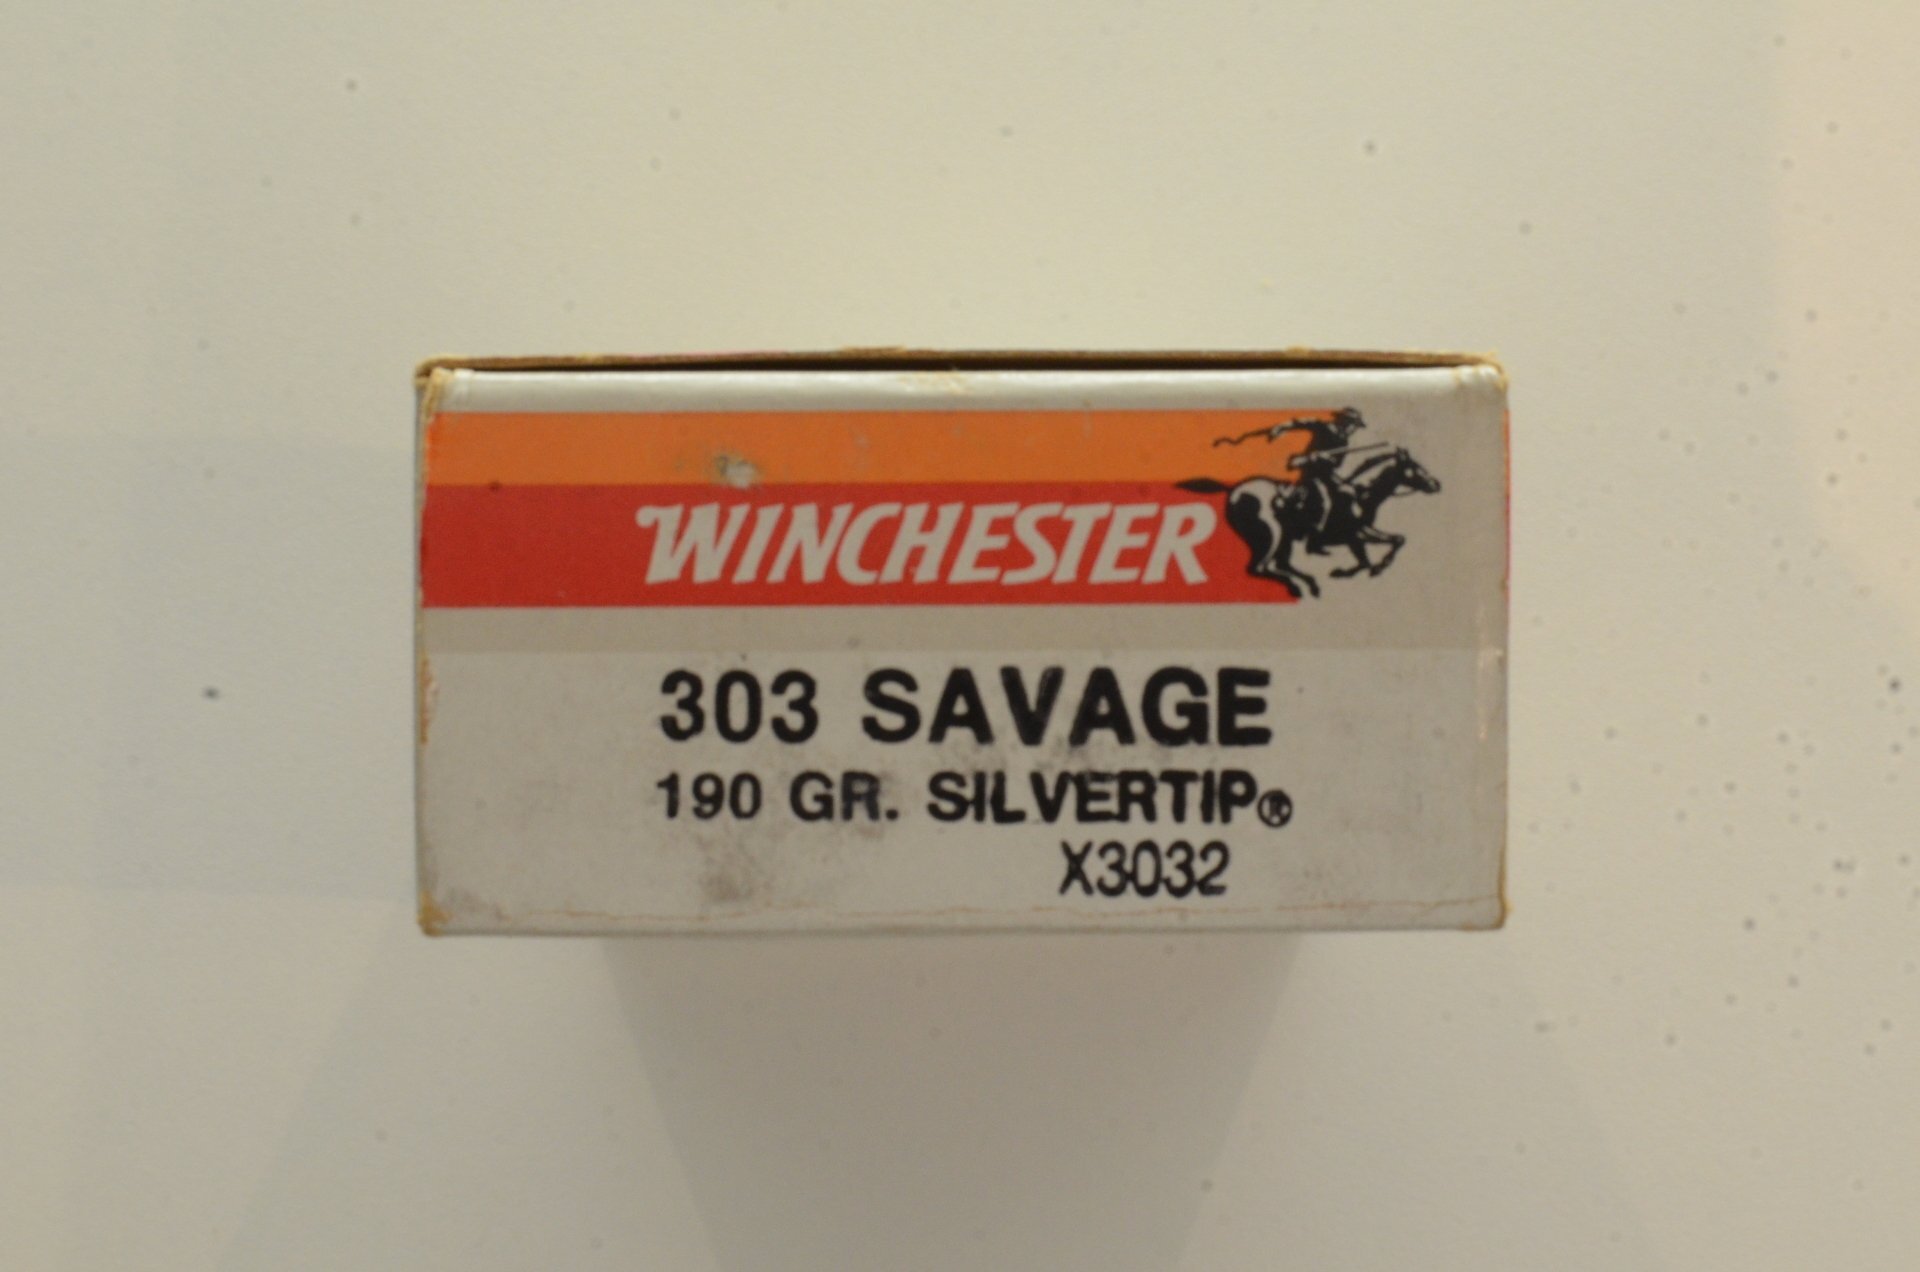 WINCHESTER
303 SAVAGE
190 GR. SILVERTIP®
X3032